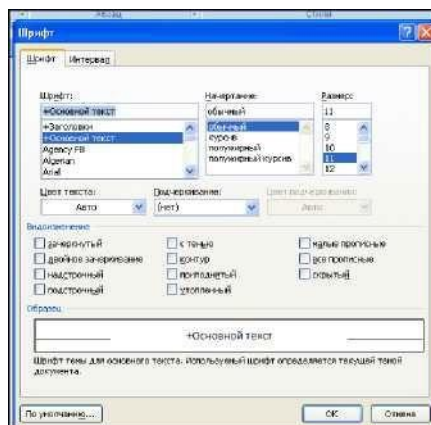 Абзац Стили
Шрифт
Шрифт Интервал
Шрифт: Начертание: Размер:
+Основной текст обычный 11
+Заголовки обычный 8
+Основной текст курсив 9
Agency FB полужирный 10
Algerian полужирный курсив 11
Arial 12
Цвет текста: Подчеркивание: Цвет подчеркивания:
Авто (нет) Авто
Видоизменение
зачеркнутый с тенью малые прописные
двойное зачеркивание контур все прописные
надстрочный приподнятый скрытый
подстрочный утопленный
Образец
+Основной текст
Шрифт темы для основного текста. Используемый шрифт определяется текущей темой
документа.
По умолчанию... ОК Отмена